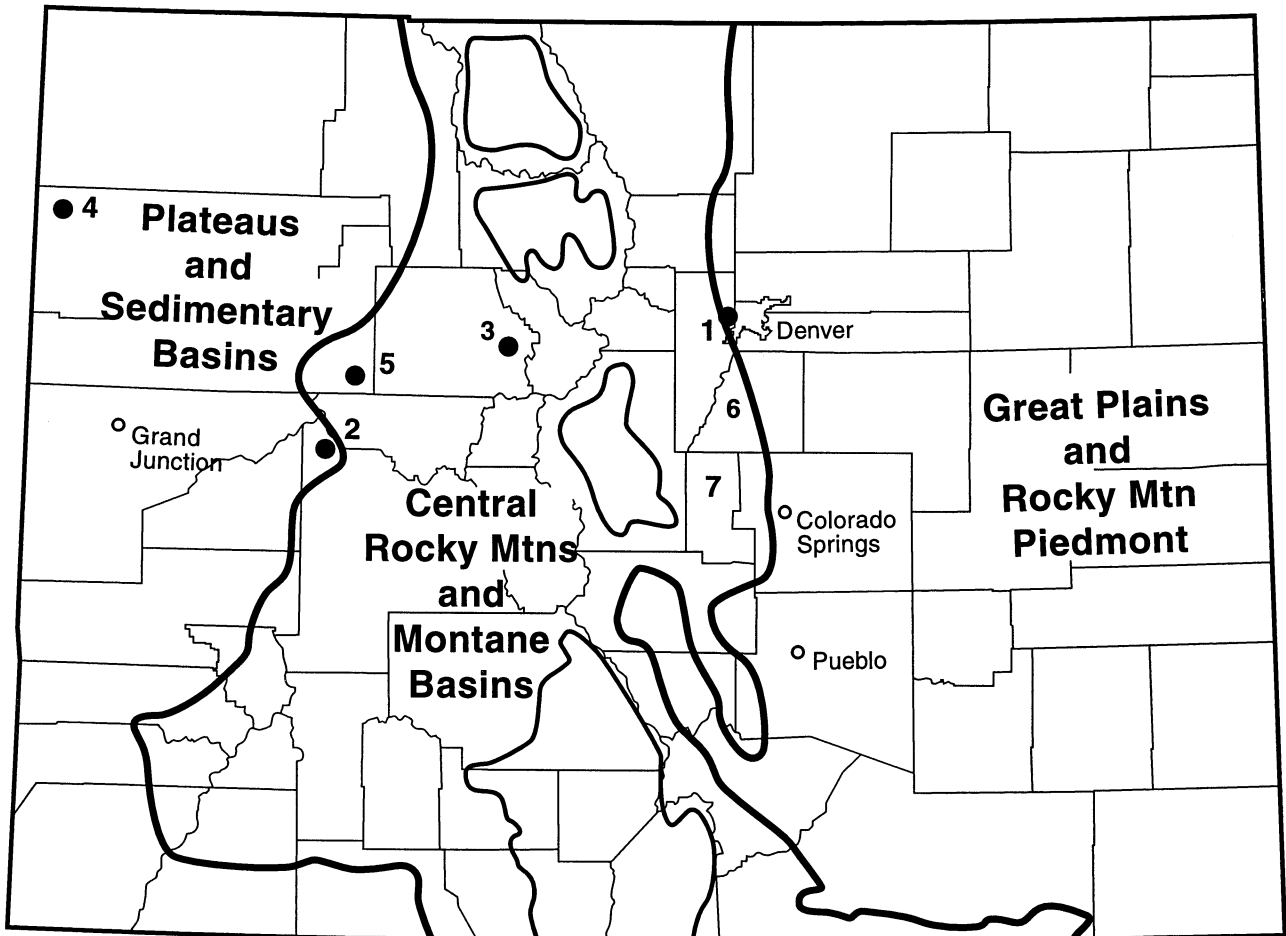 4
Plateaus
and
Sedimentary
Basins
3
1
Denver
5
6
Great Plains
and
Rocky Mtn
Piedmont
Grand
Junction
2
7
Central
Rocky Mtns
and
Montane
Basins
Colorado
Springs
Pueblo